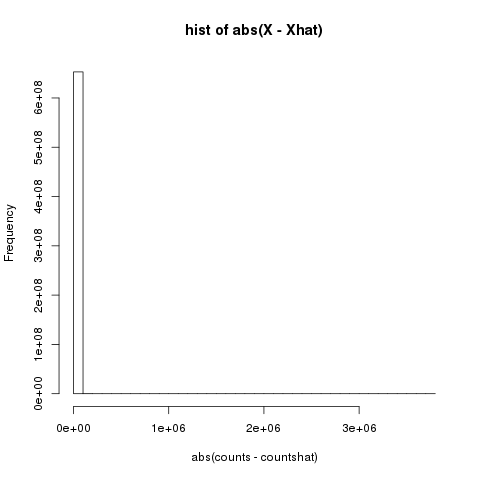 hist of abs(X - Xhat)
Frequency
6e+08
5e+08
4e+08
3e+08
2e+08
1e+08
0e+00
0e+00 1e+06 2e+06 3e+06
abs(counts - countshat)